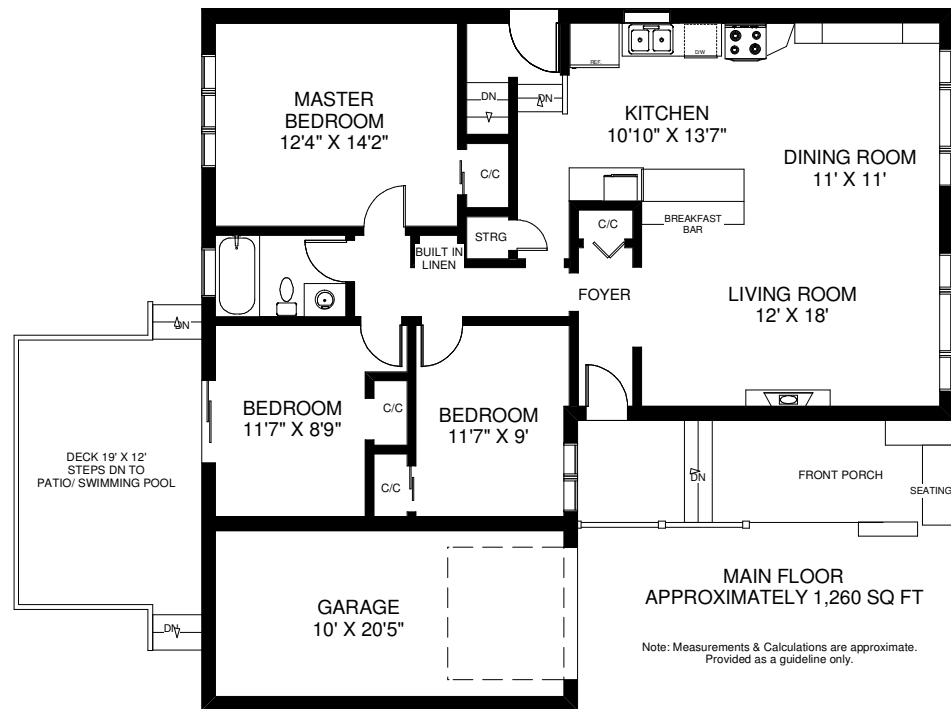 MASTER
BEDROOM
12'4" X 14'2"
DN
DN
C/C
STRG
BUILT IN
LINEN
REF.
D/W
KITCHEN
10'10" X 13'7"
DINING ROOM
11' X 11'
C/C
BREAKFAST
BAR
FOYER
LIVING ROOM
12' X 18'
DN
BEDROOM
11'7" X 8'9"
C/C
C/C
BEDROOM
11'7" X 9'
DECK 19' X 12'
STEPS DN TO
PATIO/ SWIMMING POOL
DN
DN
FRONT PORCH
SEATING
GARAGE
10' X 20'5"
MAIN FLOOR
APPROXIMATELY 1,260 SQ FT
Note: Measurements & Calculations are approximate.
Provided as a guideline only.